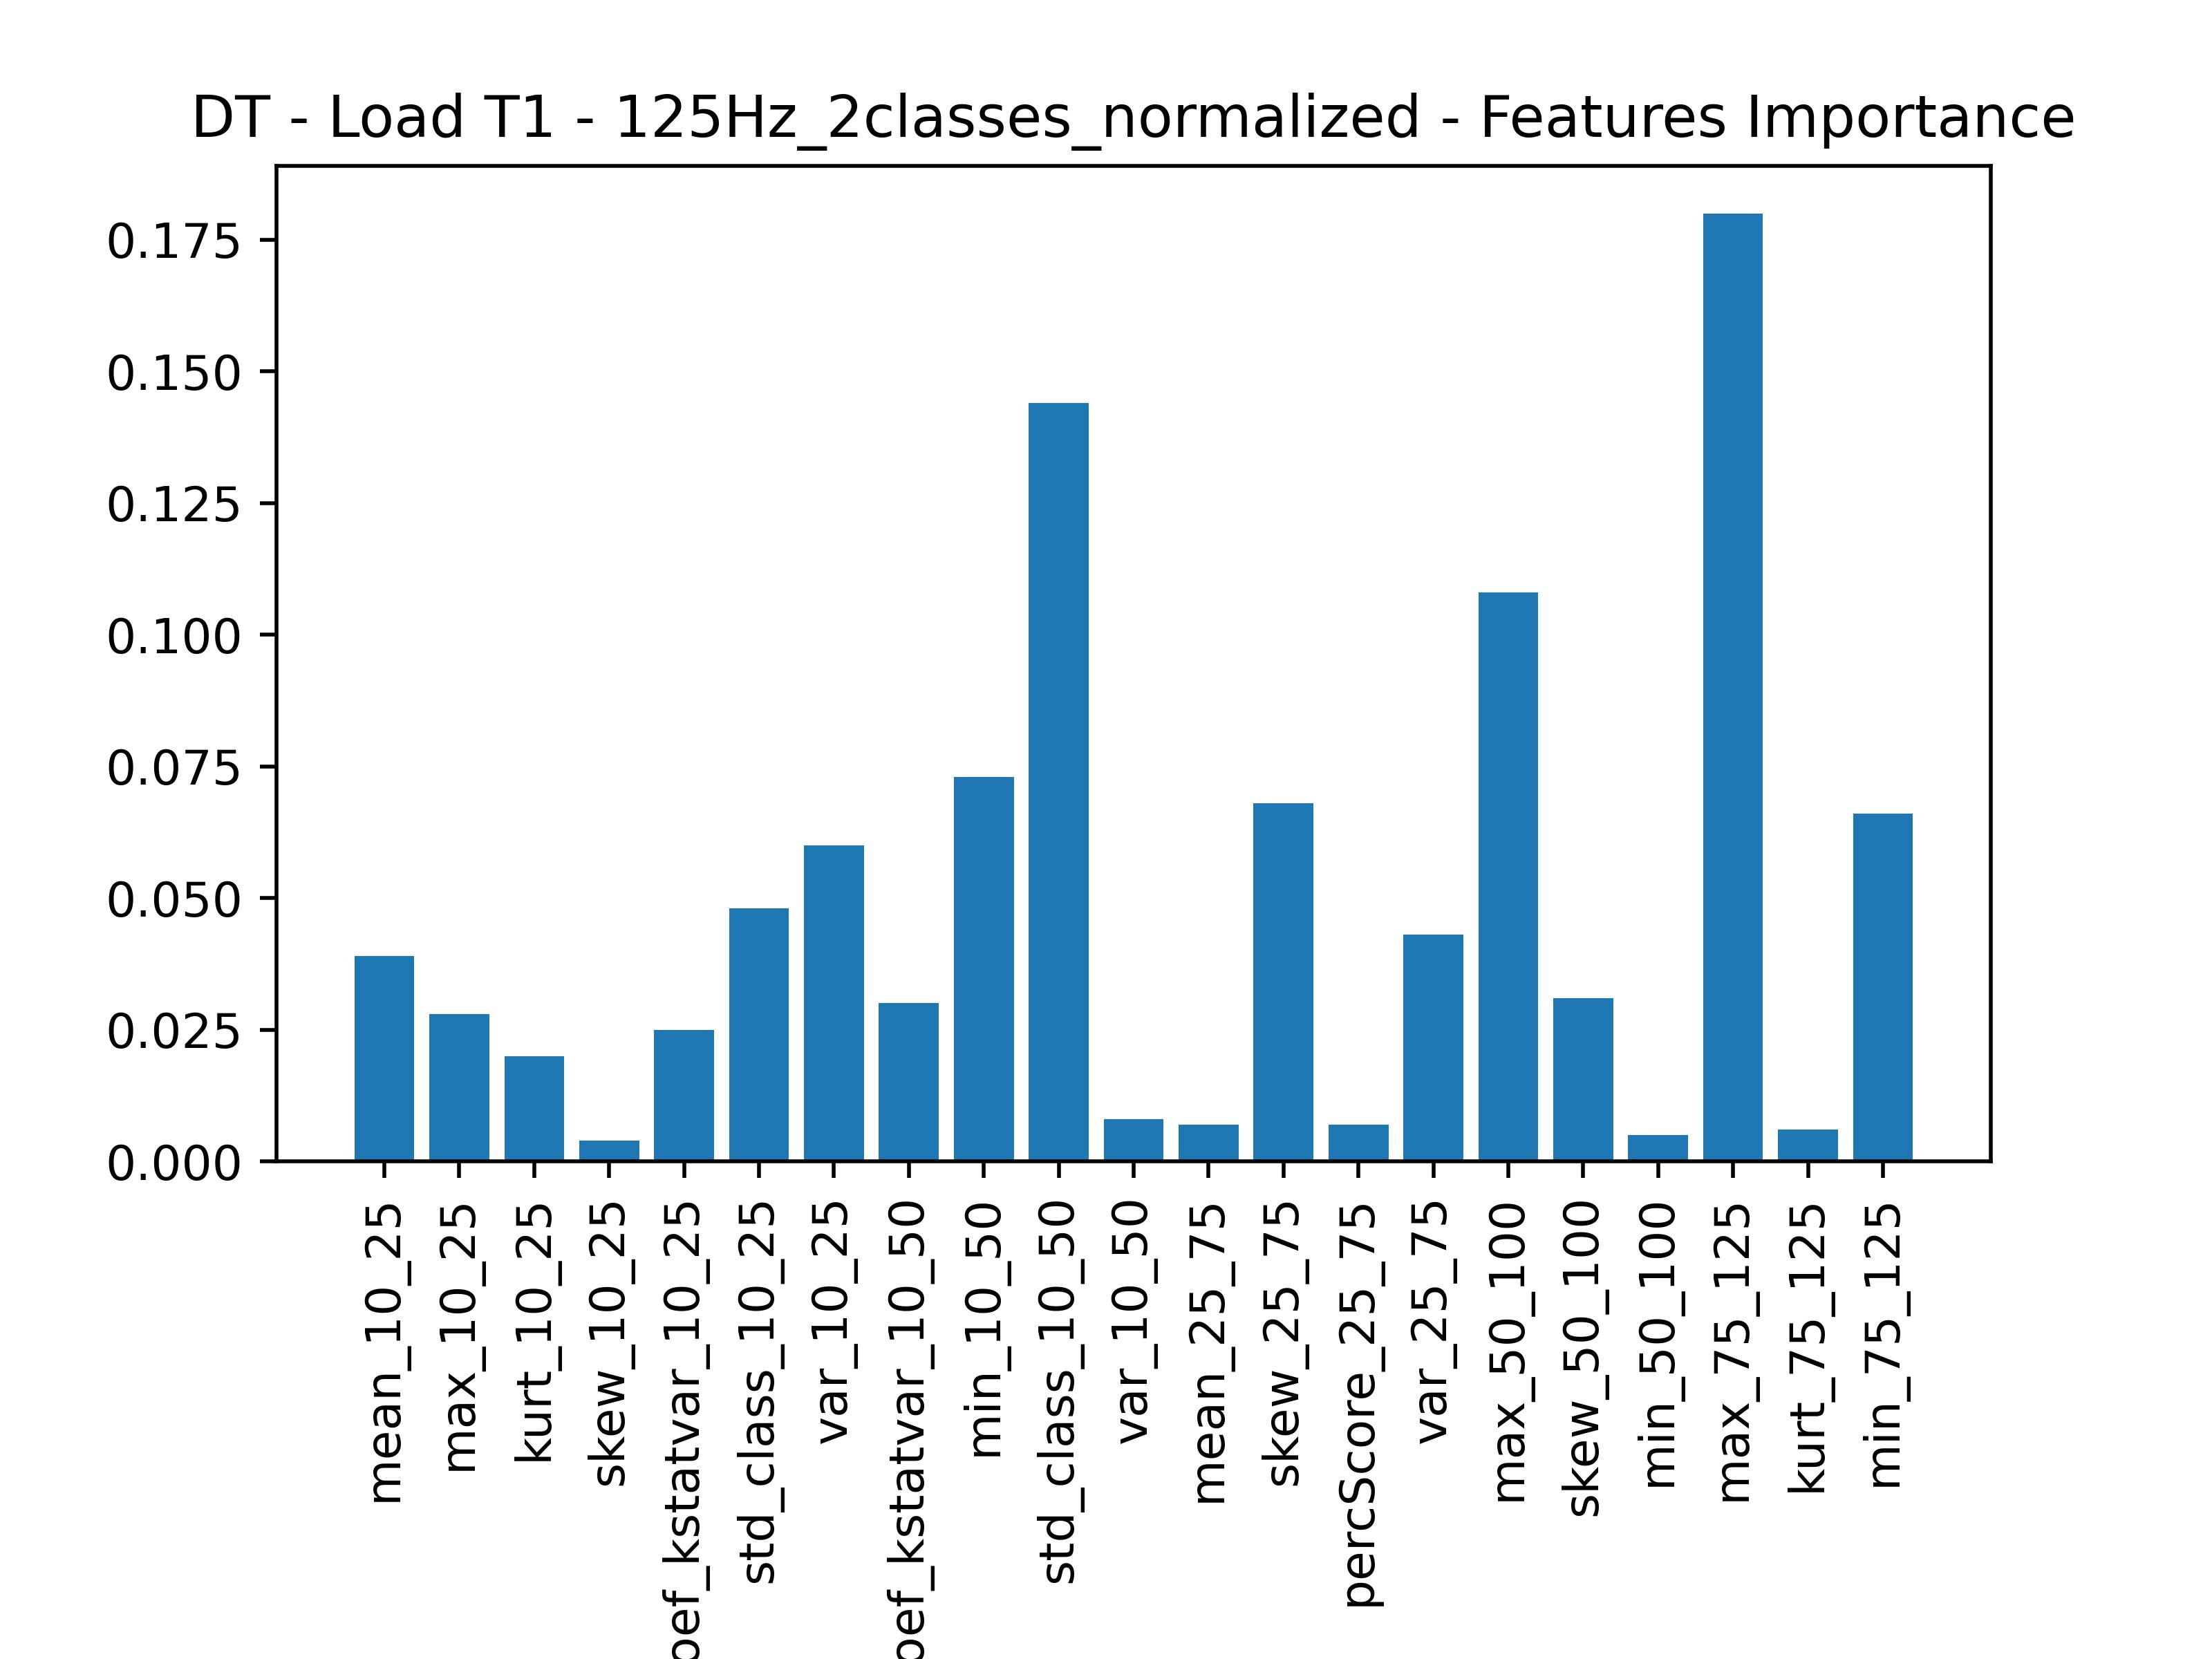 DT - Load T1 - 125Hz_2classes_normalized - Features Importance
0.175
0.150
0.125
0.100
0.075
0.050
0.025
0.000
mean_10_25
max_10_25
kurt_10_25
skew_10_25
oef_kstatvar_10_25
std_class_10_25
var_10_25
oef_kstatvar_10_50
min_10_50
std_class_10_50
var_10_50
mean_25_75
skew_25_75
percScore_25_75
var_25_75
max_50_100
skew_50_100
min_50_100
max_75_125
kurt_75_125
min_75_125